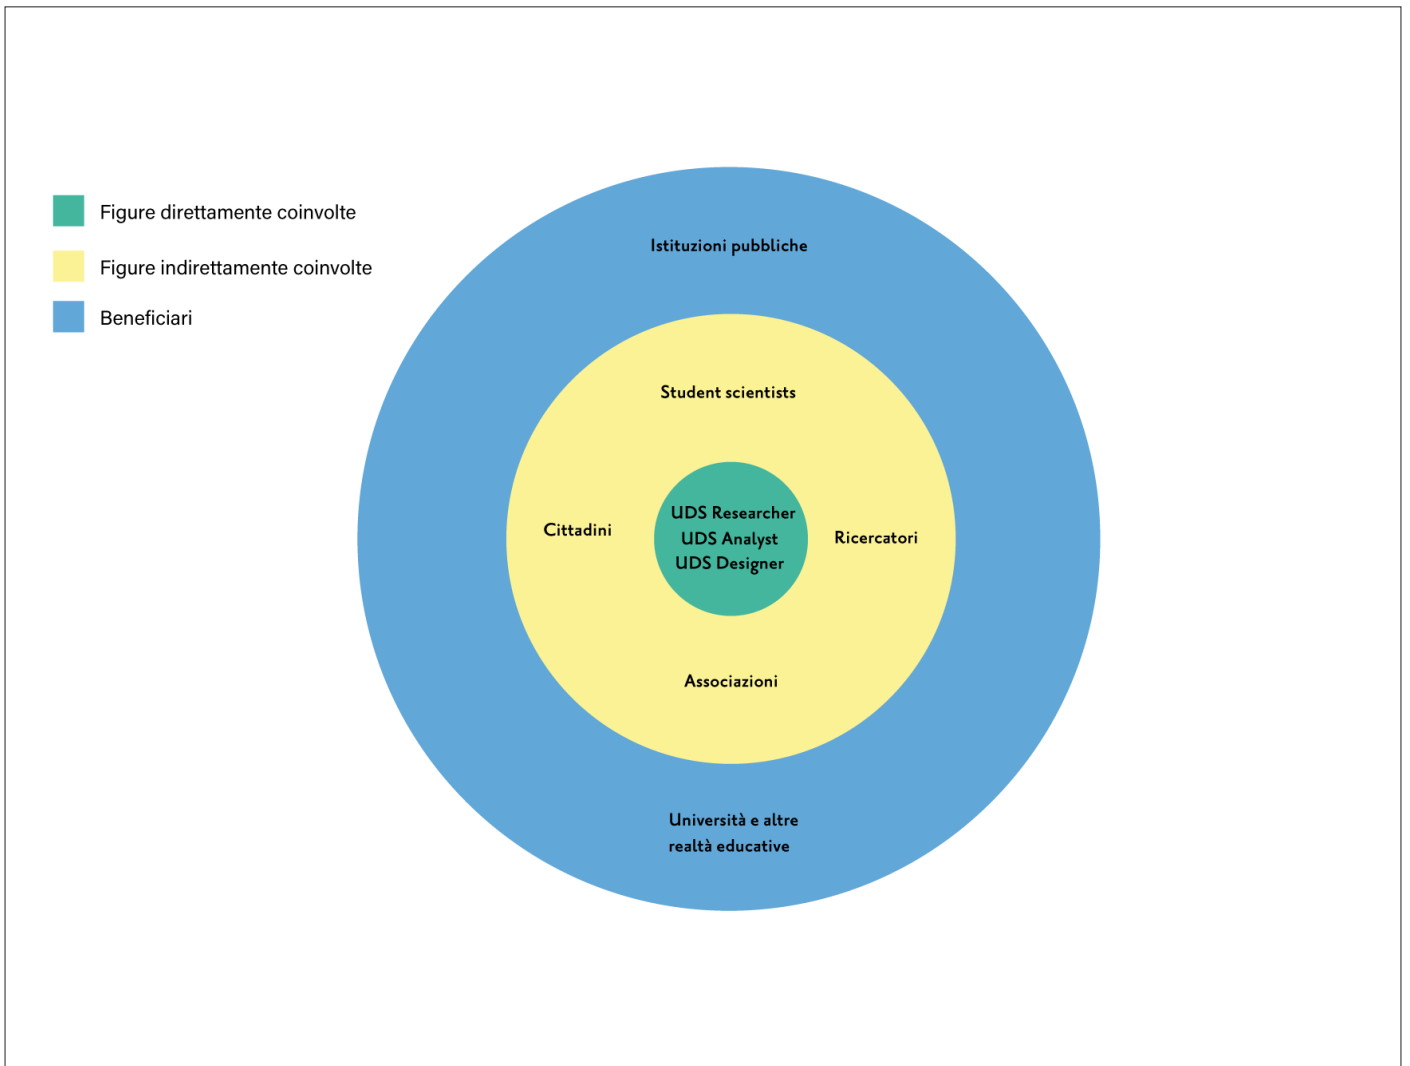 Figure direttamente coinvolte
Figure indirettamente coinvolte
Beneficiari
Istituzioni pubbliche
Student scientists
Cittadini
UDS Researcher
UDS Analyst
UDS Designer
Ricercatori
Associazioni
Università e altre
realtà educative